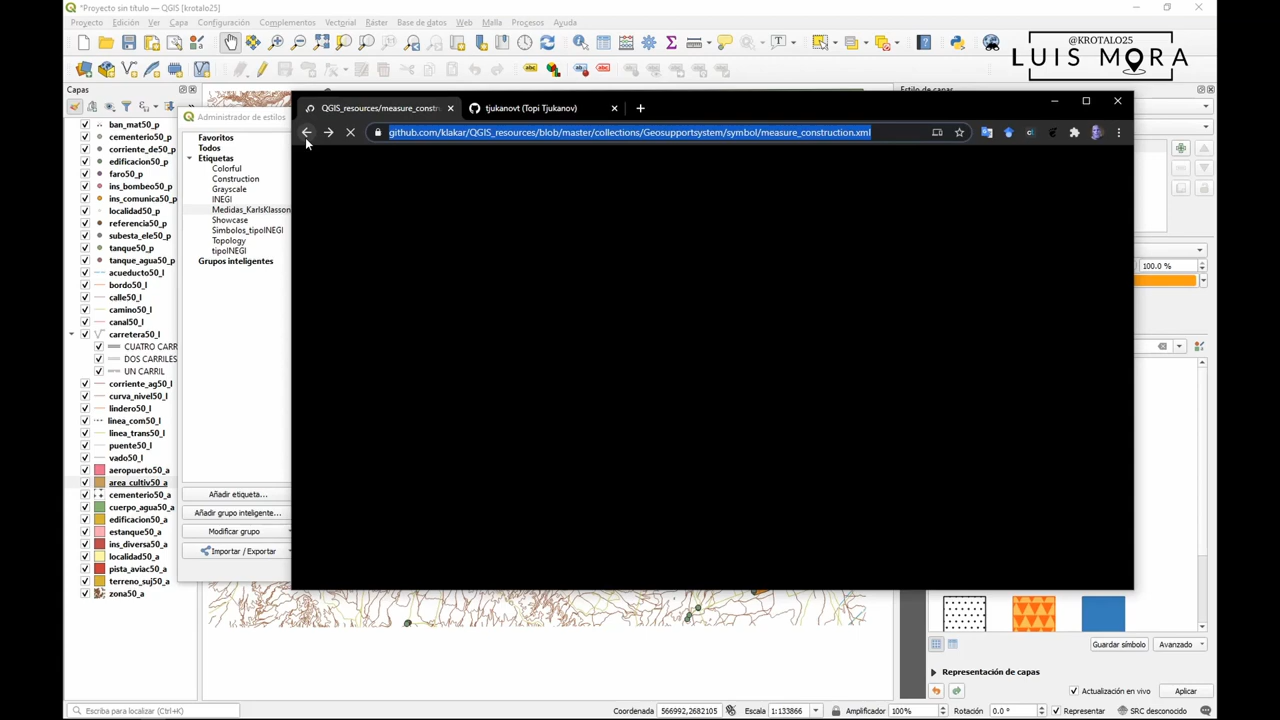 *Proyecto sin título — QGIS [krotalo25]
Proyecto Edición Ver Capa Configuración Complementos Vectorial Ráster Base de datos Web Malla Procesos Ayuda
@KROTALO25
LUIS MORA
Capas
ban_mat50_p
cementerio50_p
corriente_de50_p
edificacion50_p
faro50_p
ins_bombeo50_p
ins_comunica50_p
localidad50_p
referencia50_p
subesta_ele50_p
tanque50_p
tanque_agua50_p
acueducto50_l
bordo50_l
calle50_l
camino50_l
canal50_l
carretera50_l
CUATRO CARR
DOS CARRILES
UN CARRIL
corriente_ag50_l
curva_nivel50_l
lindero50_l
linea_com50_l
linea_trans50_l
puente50_l
vado50_l
aeropuerto50_a
area_cultiv50_a
cementerio50_a
cuerpo_agua50_a
edificacion50_a
estanque50_a
ins_diversa50_a
localidad50_a
pista_aviac50_a
terreno_suj50_a
zona50_a
Administrador de estilos
Favoritos
Todos
Etiquetas
Colorful
Construction
Grayscale
INEGI
Medidas_KarlsKlasson
Showcase
Simbolos_tipoINEGI
Topology
tipoINEGI
Grupos inteligentes
Añadir etiqueta...
Añadir grupo inteligente...
Modificar grupo
Importar / Exportar
QGIS_resources/measure_constru
tjukanovt (Topi Tjukanov)
github.com/klakar/QGIS_resources/blob/master/collections/Geosupportsystem/symbol/measure_construction.xml
Estilo de capa
100.0 %
Guardar símbolo
Avanzado
Representación de capas
Actualización en vivo
Aplicar
Escriba para localizar (Ctrl+K)
Coordenada 566992,2682105 Escala 1:133866 Amplificador 100% Rotación 0.0 ° Representar SRC desconocido